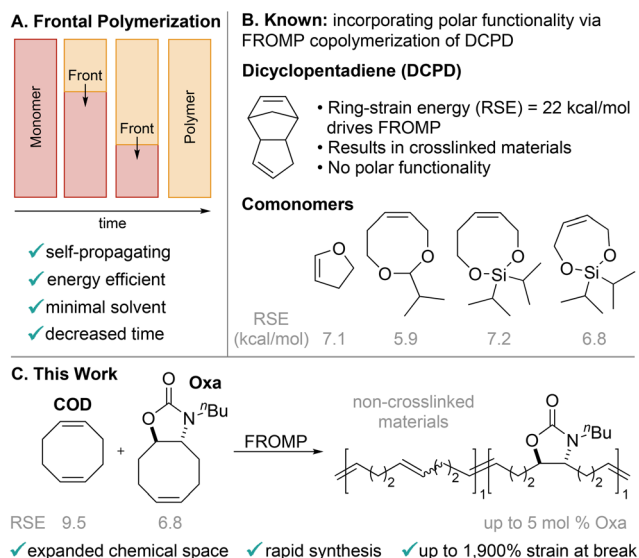 A. Frontal Polymerization
Monomer
Front
Front
Polymer
time
✓self-propagating
✓energy efficient
✓minimal solvent
✓decreased time
B. Known: incorporating polar functionality via
FROMP copolymerization of DCPD
Dicyclopentadiene (DCPD)
• Ring-strain energy (RSE) = 22 kcal/mol
drives FROMP
• Results in crosslinked materials
• No polar functionality
Comonomers
O
O
O
O
Si
O
O
Si
O
RSE
(kcal/mol) 7.1 5.9 7.2 6.8
C. This Work
COD
+
Oxa
O
O
N
nBu
FROMP
non-crosslinked
materials
O
O
N
nBu
( )2 ( )2 1 ( )2 ( )2 1
RSE 9.5 6.8
up to 5 mol % Oxa
✓expanded chemical space ✓rapid synthesis ✓up to 1,900% strain at break